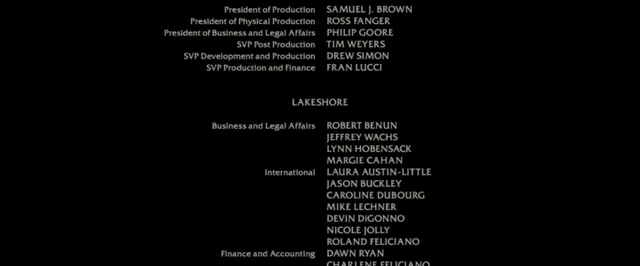 President of Production SAMUEL J. BROWN
President of Physical Production ROSS FANGER
President of Business and Legal Affairs PHILIP GOORE
SVP Post Production TIM WEYERS
SVP Development and Production DREW SIMON
SVP Production and Finance FRAN LUCCI
LAKESHORE
Business and Legal Affairs ROBERT BENUN
JEFFREY WACHS
LYNN HOBENSACK
MARGIE CAHAN
International LAURA AUSTIN-LITTLE
JASON BUCKLEY
CAROLINE DUBOURG
MIKE LECHNER
DEVIN DiGONNO
NICOLE JOLLY
ROLAND FELICIANO
Finance and Accounting DAWN RYAN
CHARLENE FELICIANO